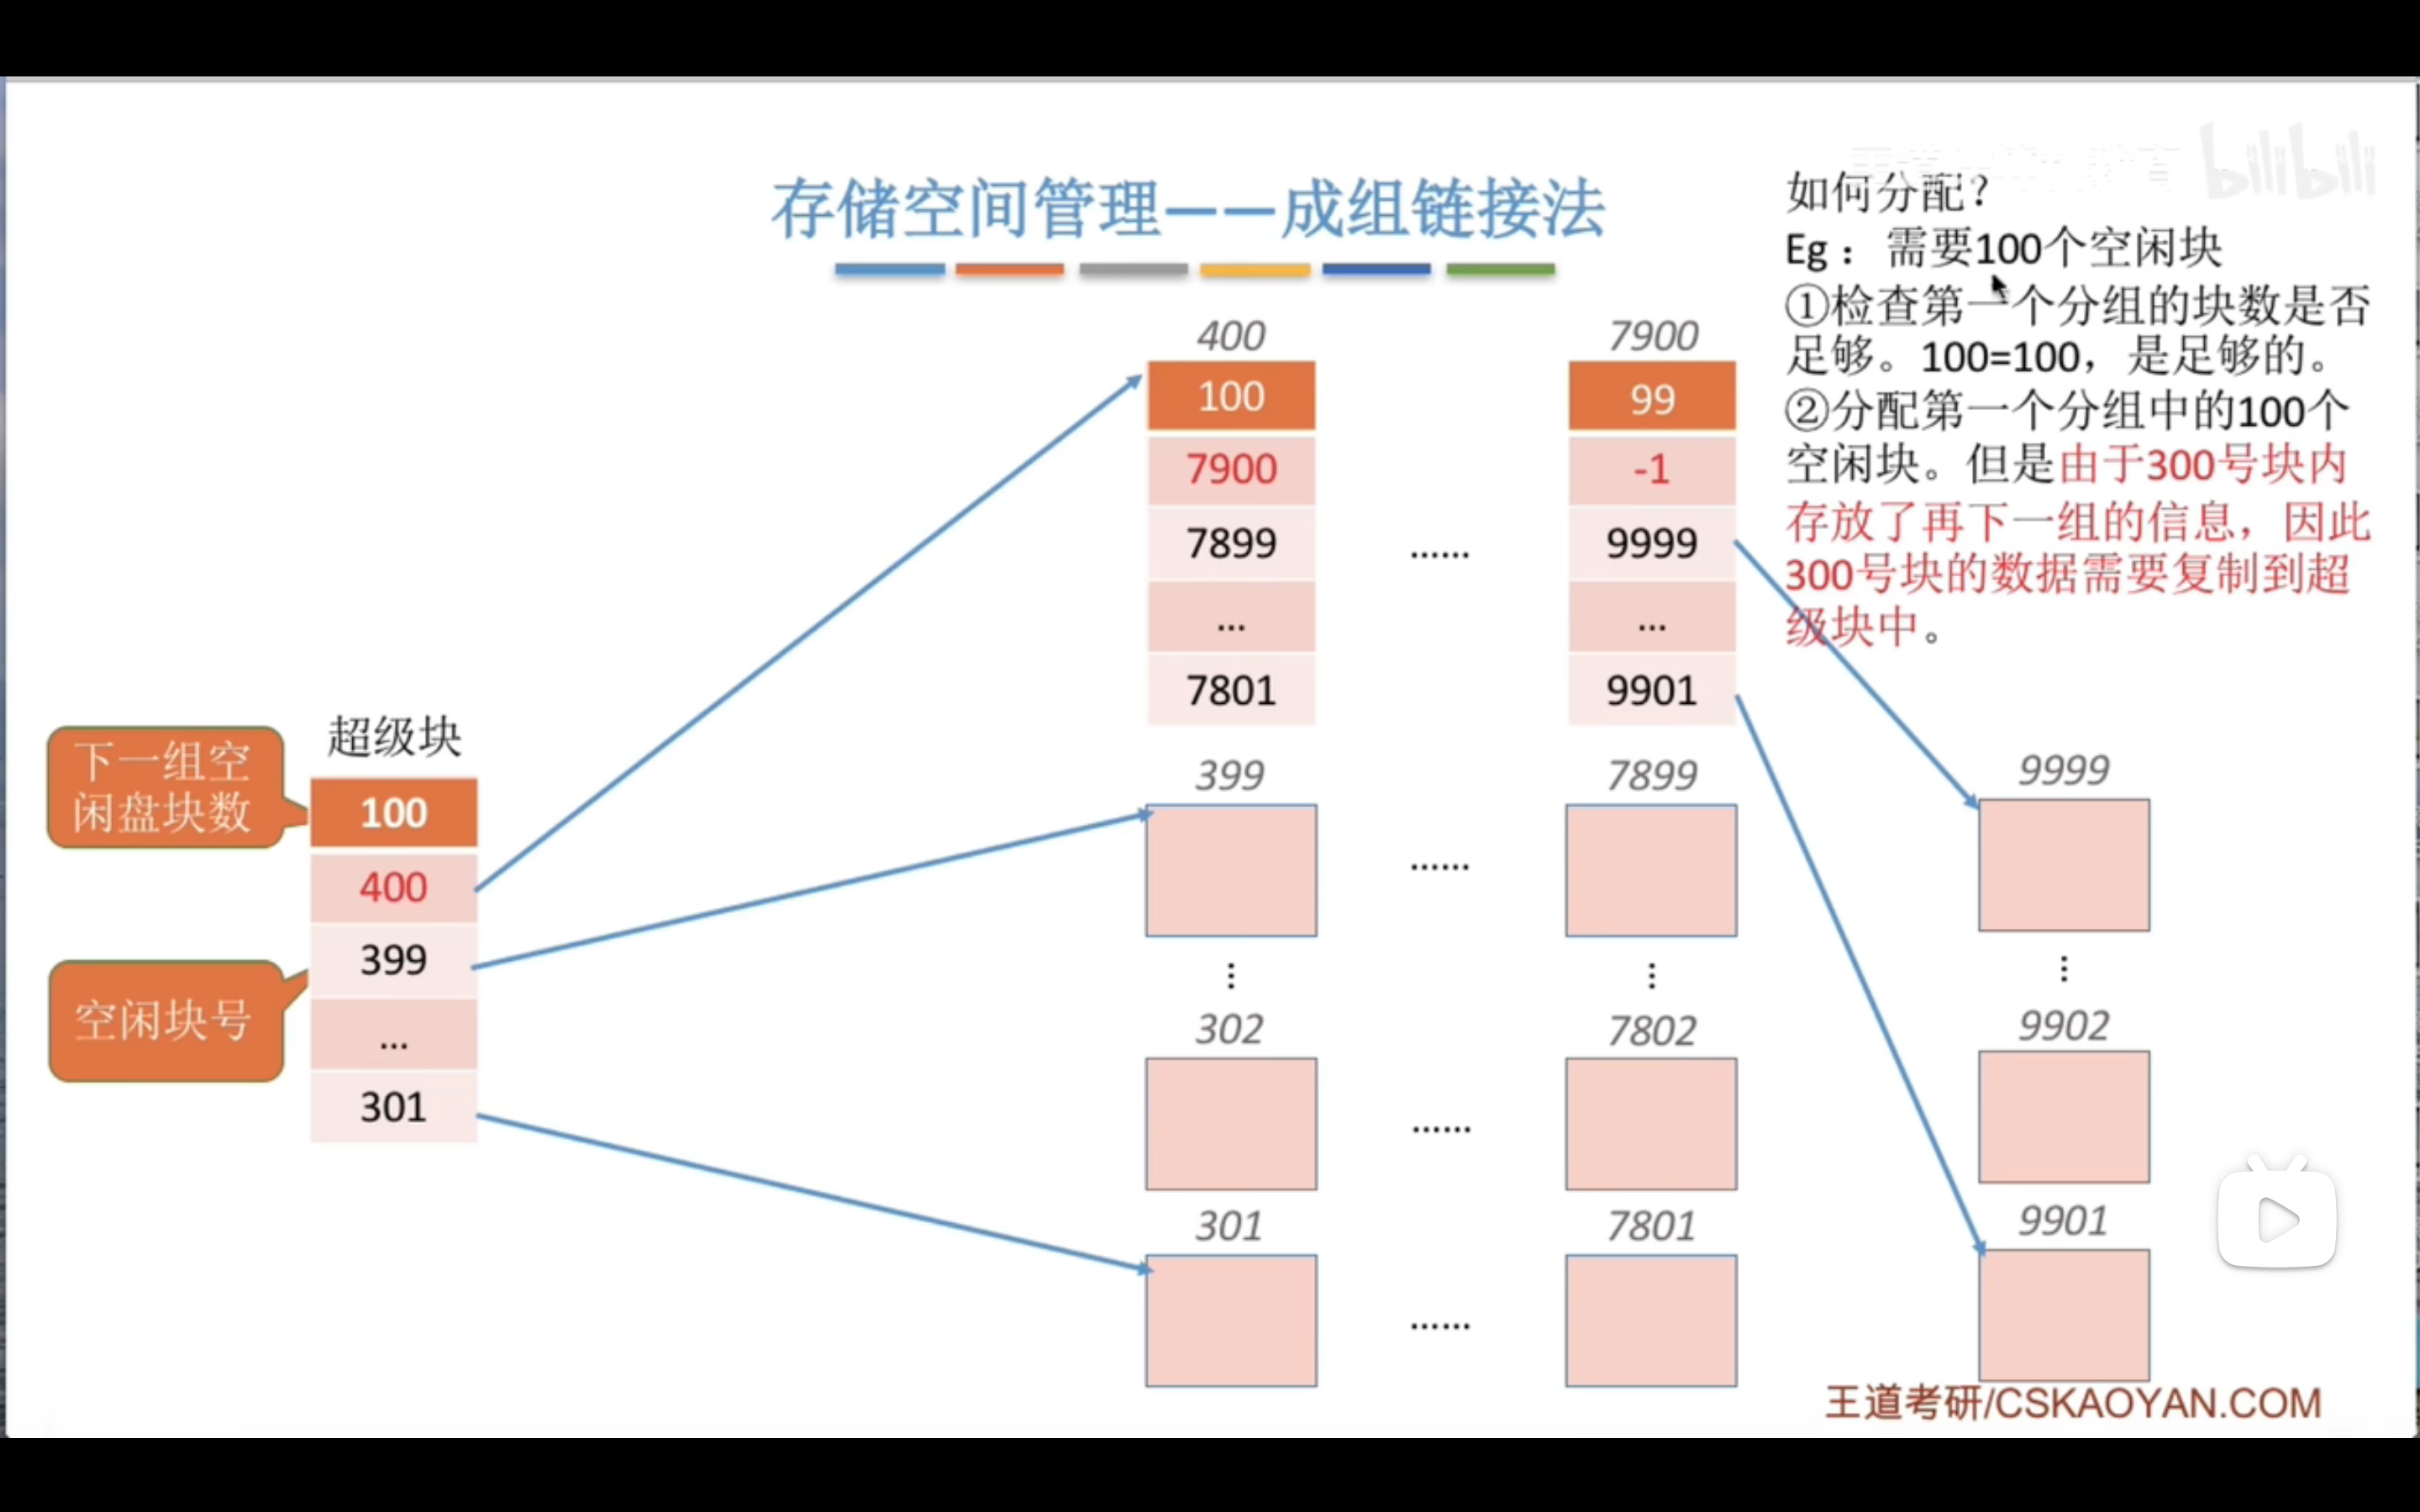 存储空间管理——成组链接法
bilibili
如何分配?
Eg： 需要100个空闲块
①检查第一个分组的块数是否
足够。100=100，是足够的。
②分配第一个分组中的100个
空闲块。但是由于300号块内
存放了再下一组的信息，因此
300号块的数据需要复制到超
级块中。
下一组空
闲盘块数
空闲块号
超级块
100
400
399
...
301
400
100
7900
7899
...
7801
399
⋮
302
301
......
......
......
......
7900
99
-1
9999
...
9901
7899
⋮
7802
7801
9999
⋮
9902
9901
王道考研/CSKAOYAN.COM